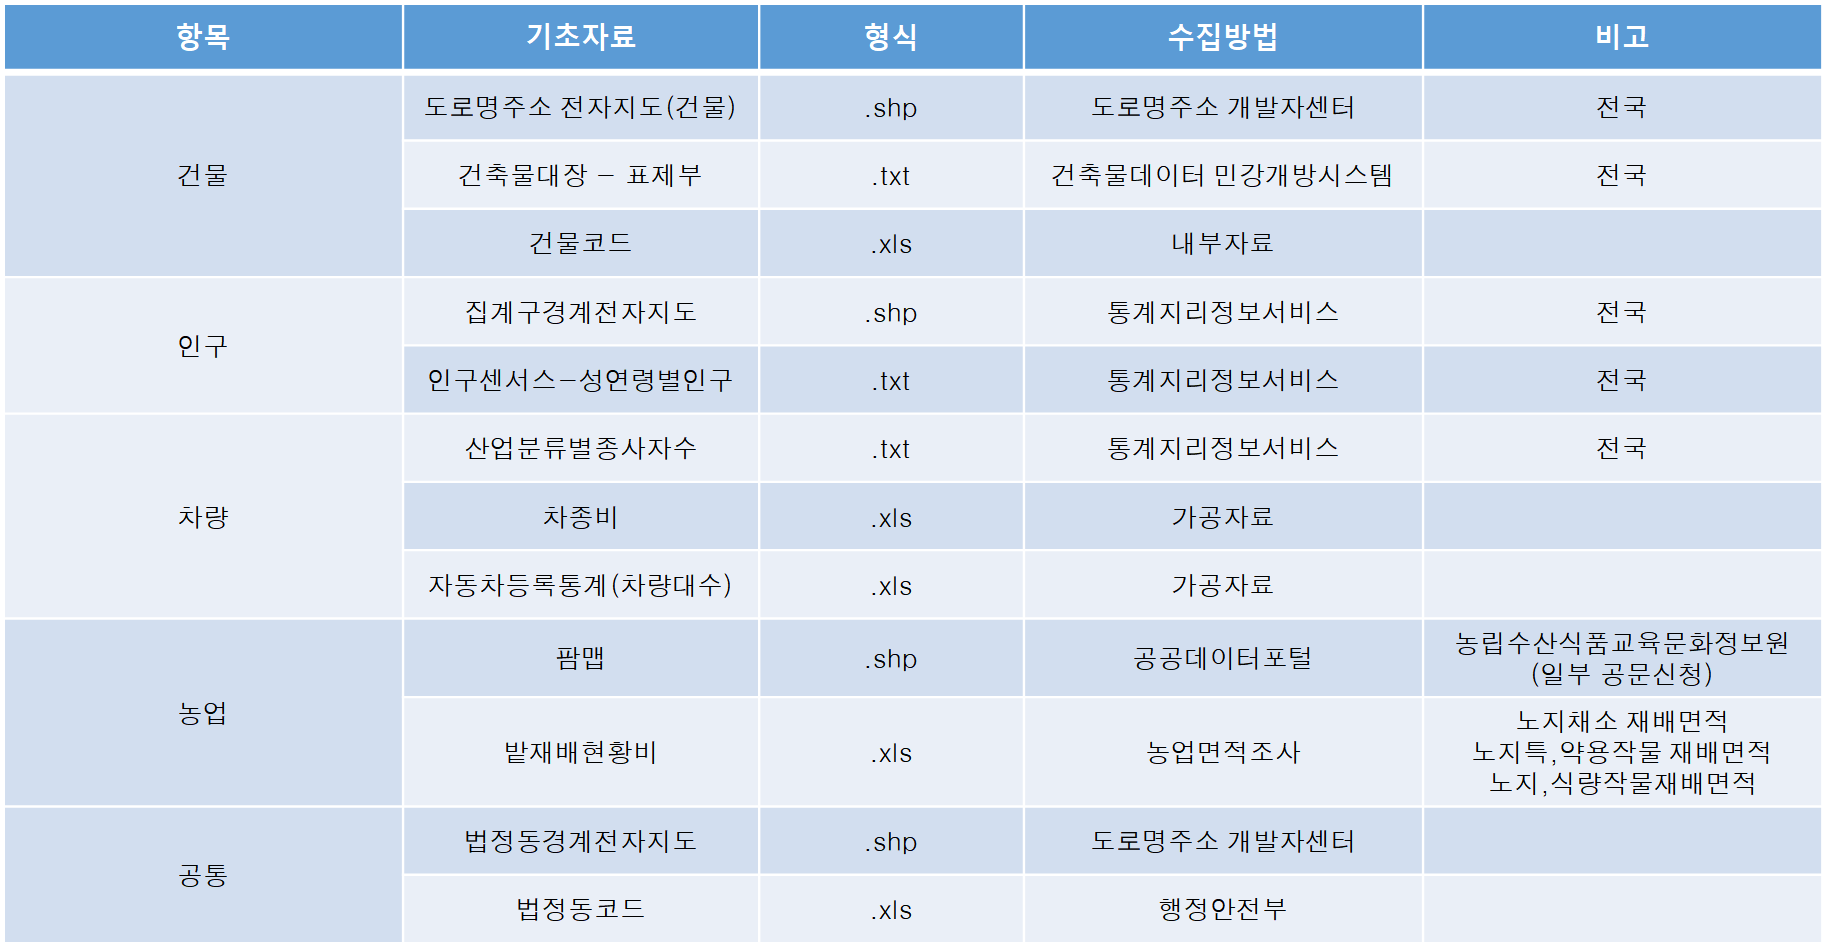 항목 기초자료 형식 수집방법 비고
건물 도로명주소 전자지도(건물) .shp 도로명주소 개발자센터 전국
건축물대장 - 표제부 .txt 건축물데이터 민강개방시스템 전국
건물코드 .xls 내부자료
인구 집계구경계전자지도 .shp 통계지리정보서비스 전국
인구센서스-성연령별인구 .txt 통계지리정보서비스 전국
차량 산업분류별종사자수 .txt 통계지리정보서비스 전국
차종비 .xls 가공자료
자동차등록통계(차량대수) .xls 가공자료
농업 팜맵 .shp 공공데이터포털 농립수산식품교육문화정보원
(일부 공문신청)
밭재배현황비 .xls 농업면적조사 노지채소 재배면적
노지특,약용작물 재배면적
노지,식량작물재배면적
공통 법정동경계전자지도 .shp 도로명주소 개발자센터
법정동코드 .xls 행정안전부